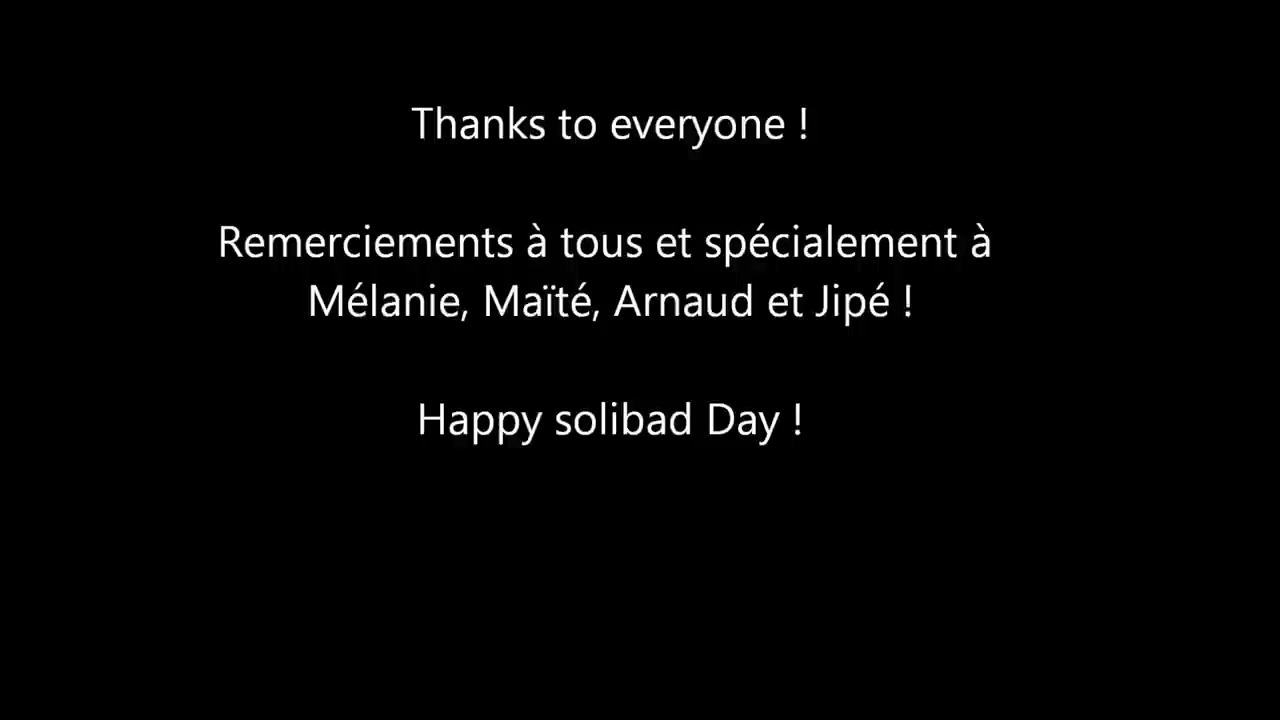 Thanks to everyone !
Remerciements à tous et spécialement à
Mélanie, Maïté, Arnaud et Jipé !
Happy solibad Day !